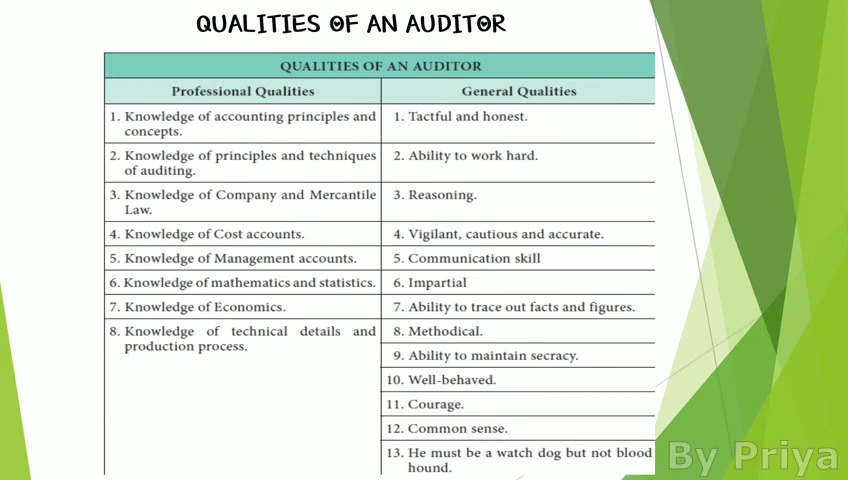 QUALITIES OF AN AUDITOR
QUALITIES OF AN AUDITOR
Professional Qualities
General Qualities
1. Knowledge of accounting principles and
concepts.
1. Tactful and honest.
2. Knowledge of principles and techniques
of auditing.
2. Ability to work hard.
3. Knowledge of Company and Mercantile
Law.
3. Reasoning.
4. Knowledge of Cost accounts.
4. Vigilant, cautious and accurate.
5. Knowledge of Management accounts.
5. Communication skill
6. Knowledge of mathematics and statistics.
6. Impartial
7. Knowledge of Economics.
7. Ability to trace out facts and figures.
8. Knowledge of technical details and
production process.
8. Methodical.
9. Ability to maintain secracy.
10. Well-behaved.
11. Courage.
12. Common sense.
13. He must be a watch dog but not blood
hound.
By Priya